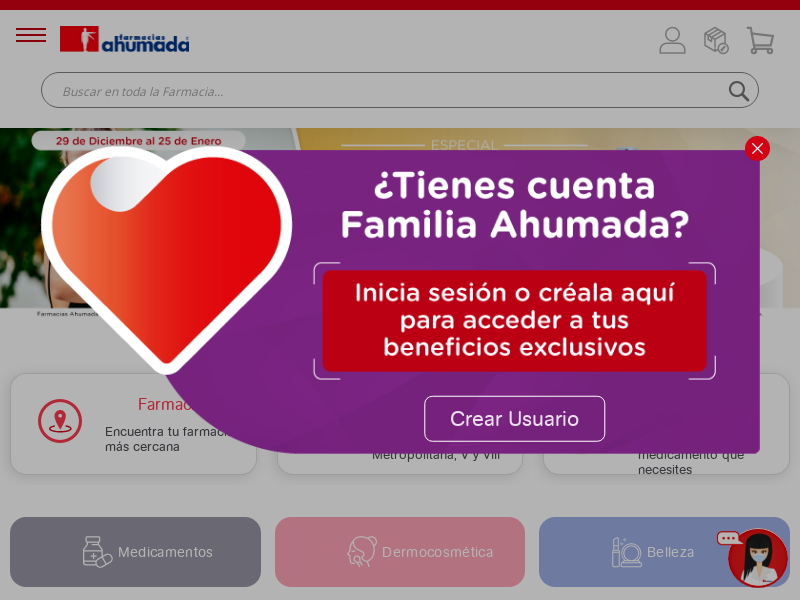 farmacias
ahumada
Buscar en toda la Farmacia...
29 de Diciembre al 25 de Enero
ESPECIAL
¿Tienes cuenta
Familia Ahumada?
Inicia sesión o créala aquí
para acceder a tus
beneficios exclusivos
Crear Usuario
Farmacias Ahumada
Encuentra tu
más cercana
Metropolitana, V y VIII
medicamento que
necesites
Medicamentos
Dermocosmética
Belleza